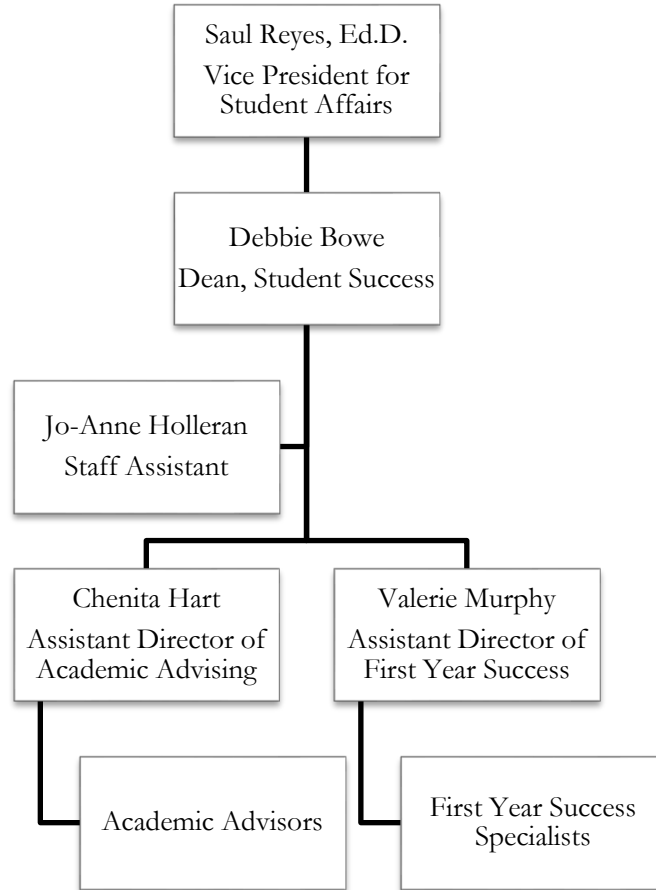 Saul Reyes, Ed.D.
Vice President for
Student Affairs
Debbie Bowe
Dean, Student Success
Jo-Anne Holleran
Staff Assistant
Chenita Hart
Assistant Director of
Academic Advising
Valerie Murphy
Assistant Director of
First Year Success
Academic Advisors
First Year Success
Specialists